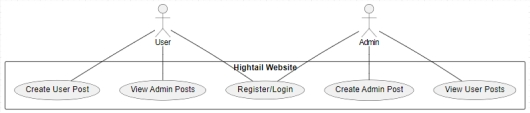 User
Admin
Hightail Website
Create User Post
View Admin Posts
Register/Login
Create Admin Post
View User Posts